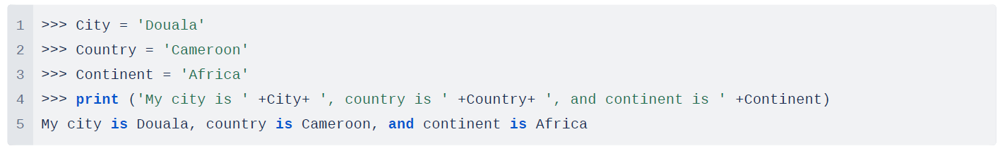 1 >>> City = 'Douala'
2 >>> Country = 'Cameroon'
3 >>> Continent = 'Africa'
4 >>> print ('My city is ' +City+ ', country is ' +Country+ ', and continent is ' +Continent)
5 My city is Douala, country is Cameroon, and continent is Africa